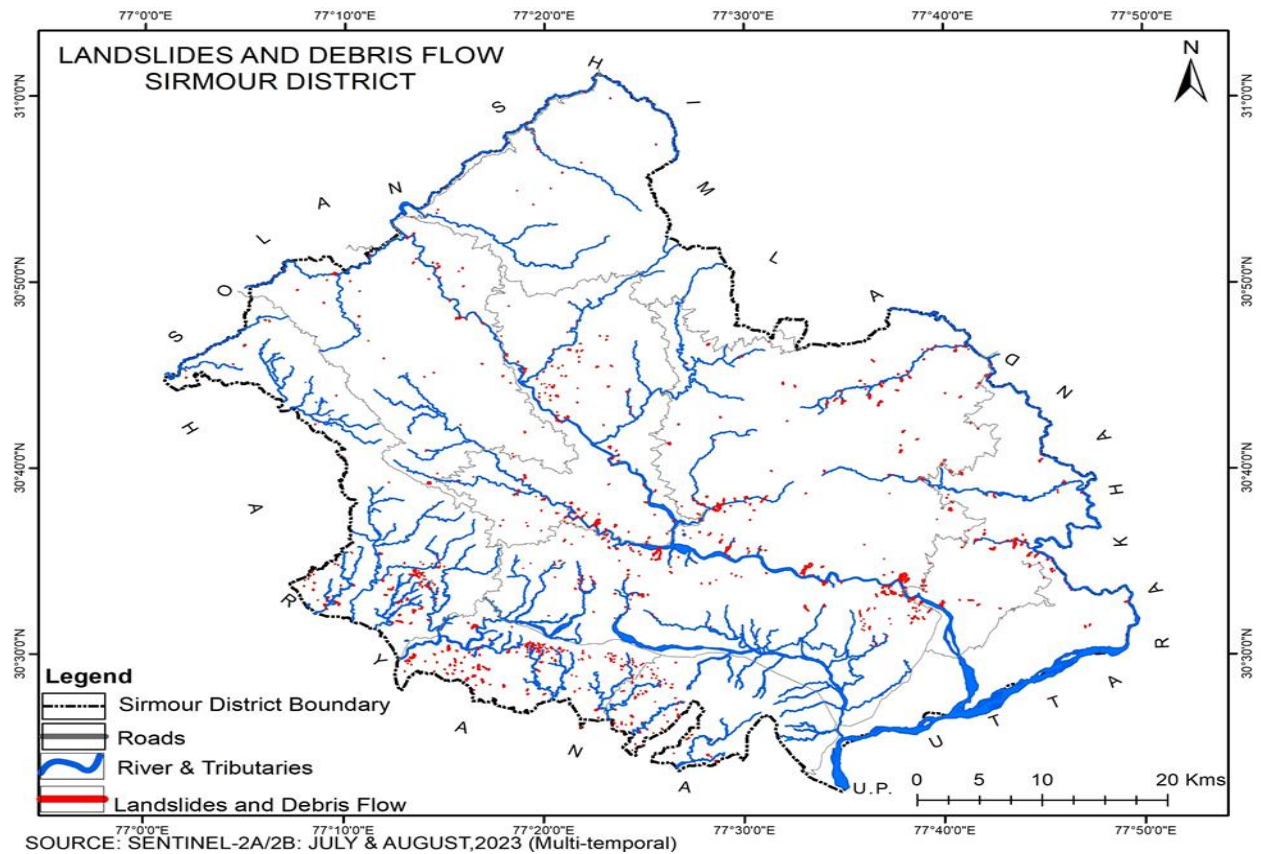 77°0'0"E 77°10'0"E 77°20'0"E 77°30'0"E 77°40'0"E 77°50'0"E
LANDSLIDES AND DEBRIS FLOW
SIRMOUR DISTRICT
N
31°0'0"N 31°0'0"N
30°50'0"N 30°50'0"N
30°40'0"N 30°40'0"N
30°30'0"N 30°30'0"N
SHIMLA
SOLAN
HARYANA
UTTARAKHAND
U.P.
Legend
Sirmour District Boundary
Roads
River & Tributaries
Landslides and Debris Flow
0 5 10 20 Kms
77°0'0"E 77°10'0"E 77°20'0"E 77°30'0"E 77°40'0"E 77°50'0"E
SOURCE: SENTINEL-2A/2B: JULY & AUGUST,2023 (Multi-temporal)